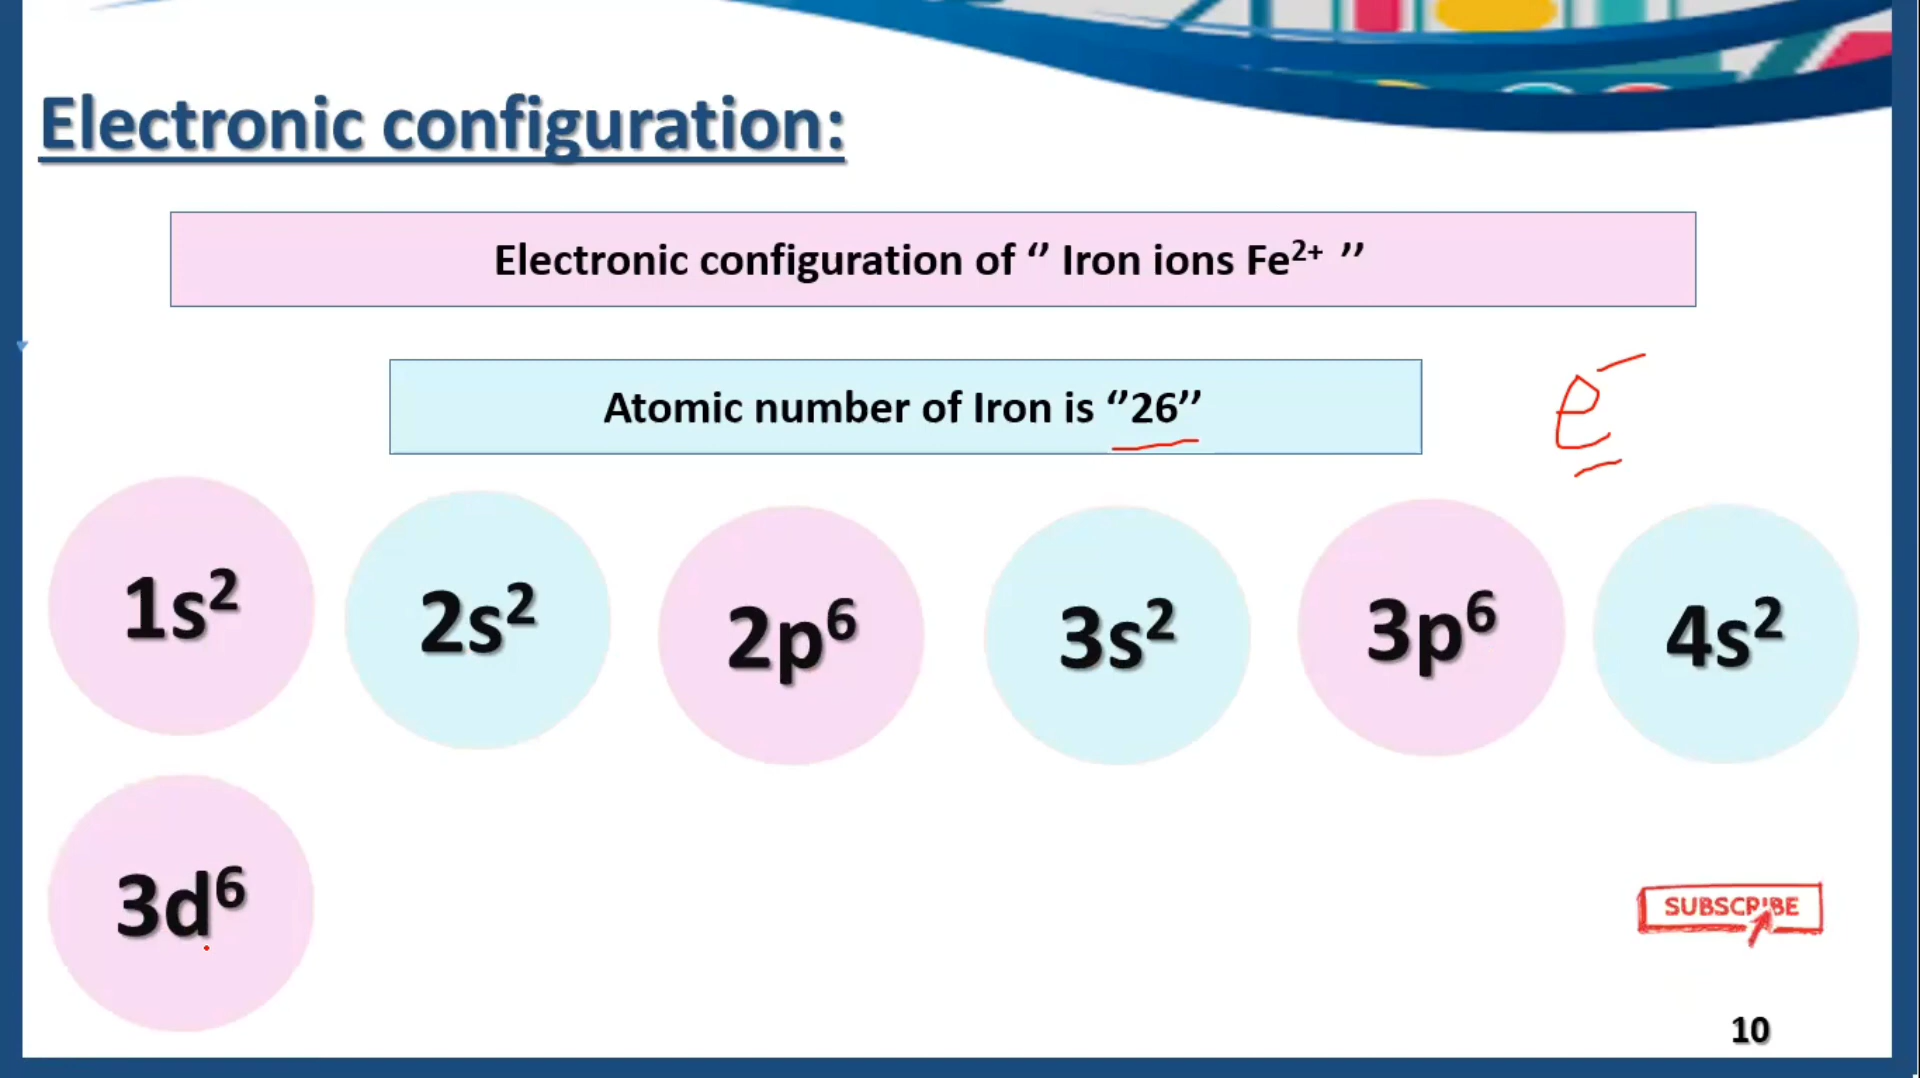 Electronic configuration:
Electronic configuration of ‘’ Iron ions Fe²⁺ ’’
Atomic number of Iron is ‘’26’’
e⁻
1s² 2s² 2p⁶ 3s² 3p⁶ 4s²
3d⁶
SUBSCRIBE
10